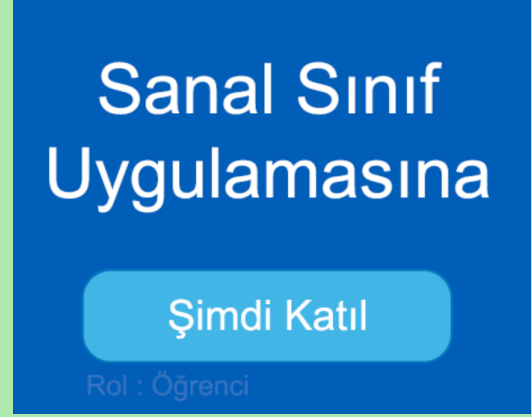 Sanal Sınıf
Uygulamasına
Şimdi Katıl
Rol : Öğrenci